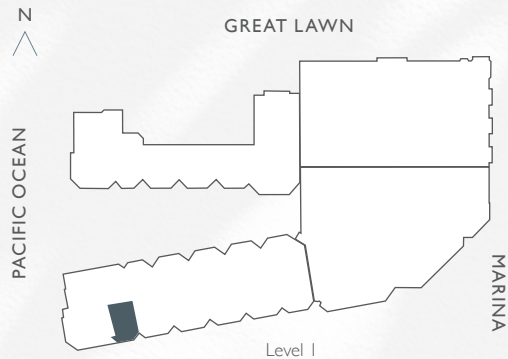 N
GREAT LAWN
PACIFIC OCEAN
MARINA
Level 1